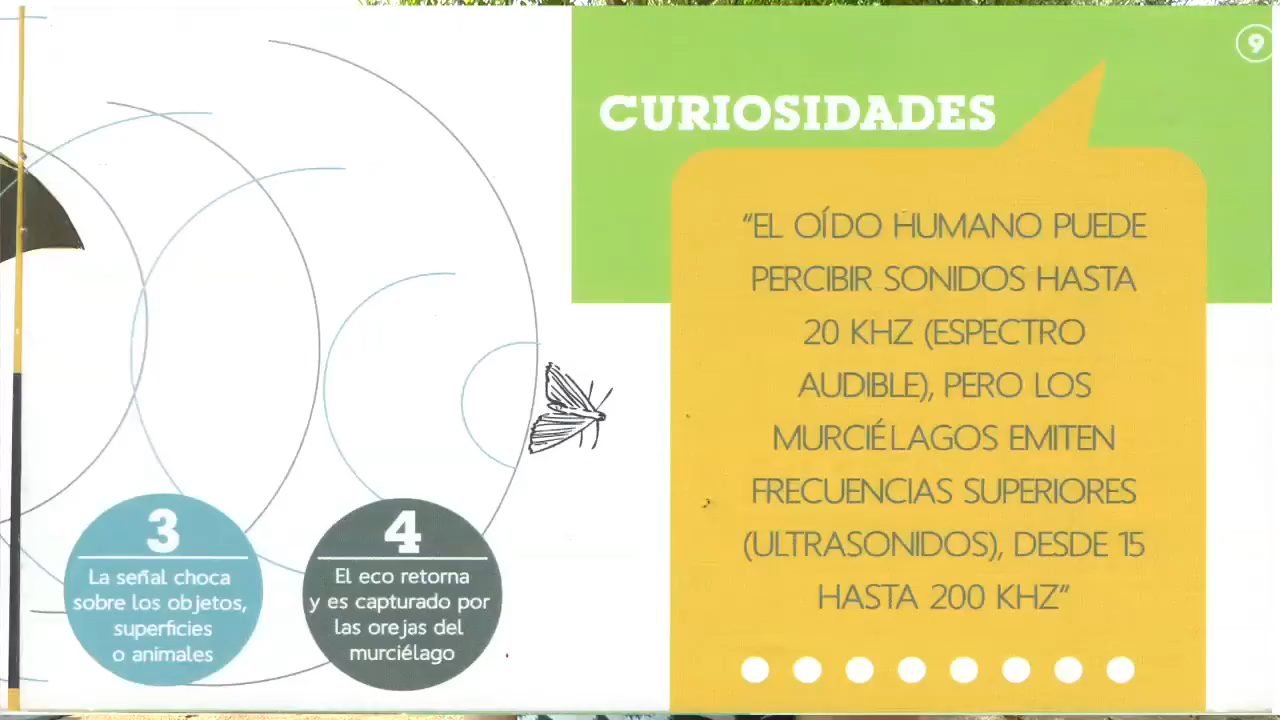 9
CURIOSIDADES
“EL OÍDO HUMANO PUEDE
PERCIBIR SONIDOS HASTA
20 KHZ (ESPECTRO
AUDIBLE), PERO LOS
MURCIÉLAGOS EMITEN
FRECUENCIAS SUPERIORES
(ULTRASONIDOS), DESDE 15
HASTA 200 KHZ”
3
La señal choca
sobre los objetos,
superficies
o animales
4
El eco retorna
y es capturado por
las orejas del
murciélago